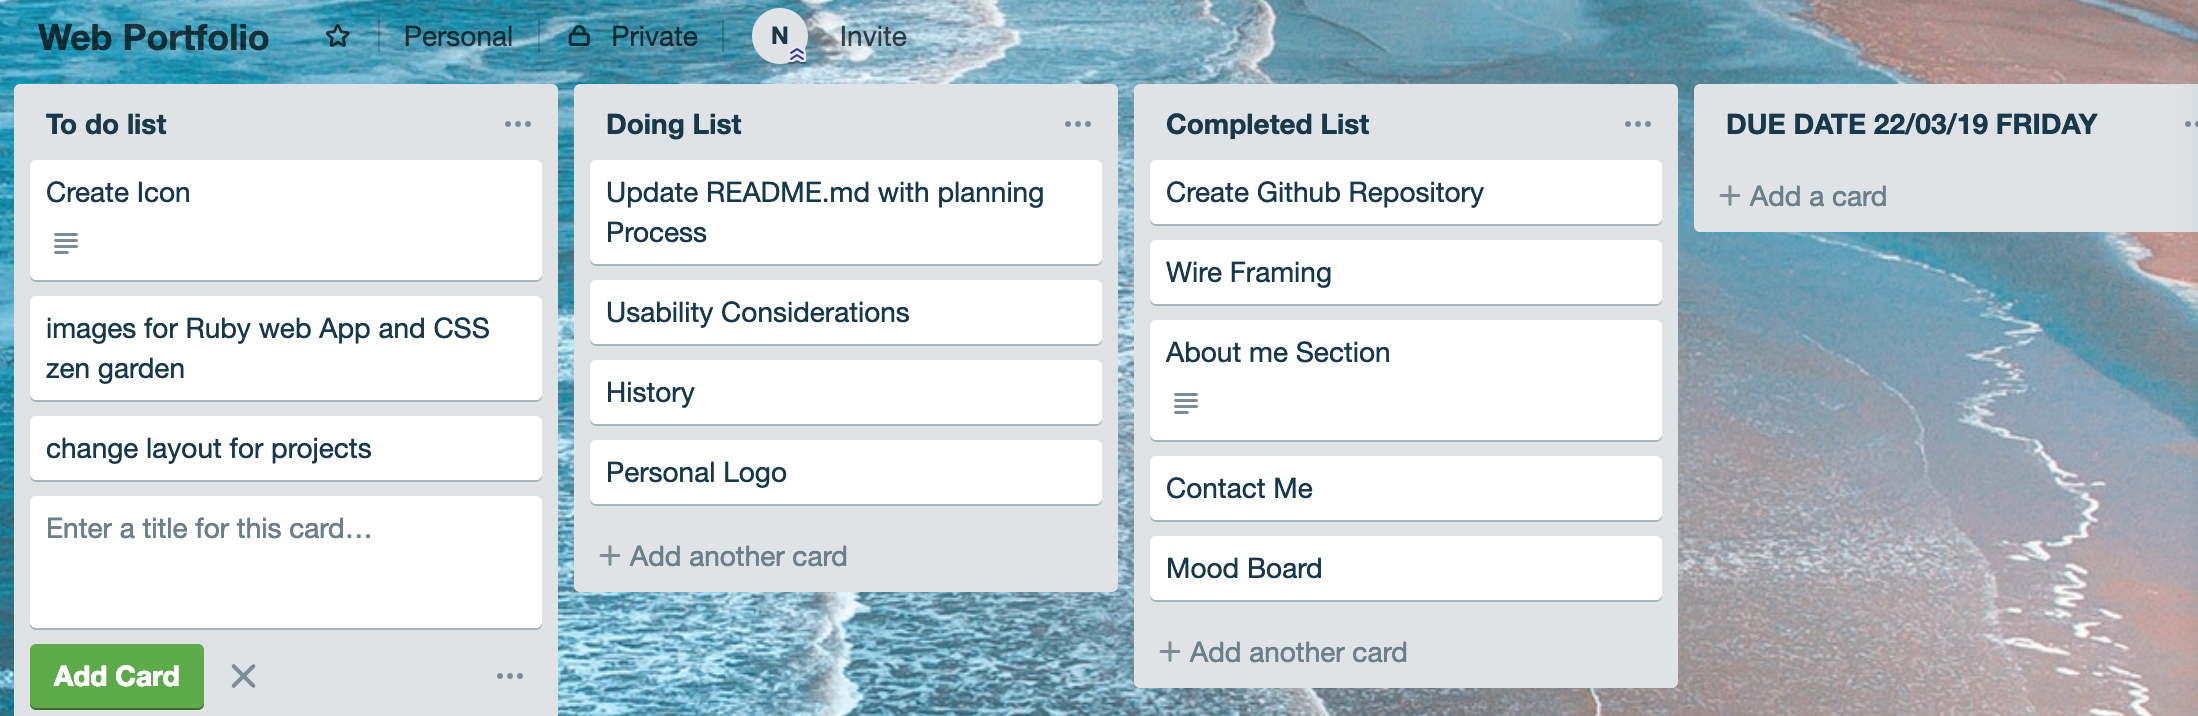 Web Portfolio
Personal
Private
N
Invite
To do list
Create Icon
images for Ruby web App and CSS
zen garden
change layout for projects
Enter a title for this card...
Add Card
Doing List
Update README.md with planning
Process
Usability Considerations
History
Personal Logo
+ Add another card
Completed List
Create Github Repository
Wire Framing
About me Section
Contact Me
Mood Board
+ Add another card
DUE DATE 22/03/19 FRIDAY
+ Add a card